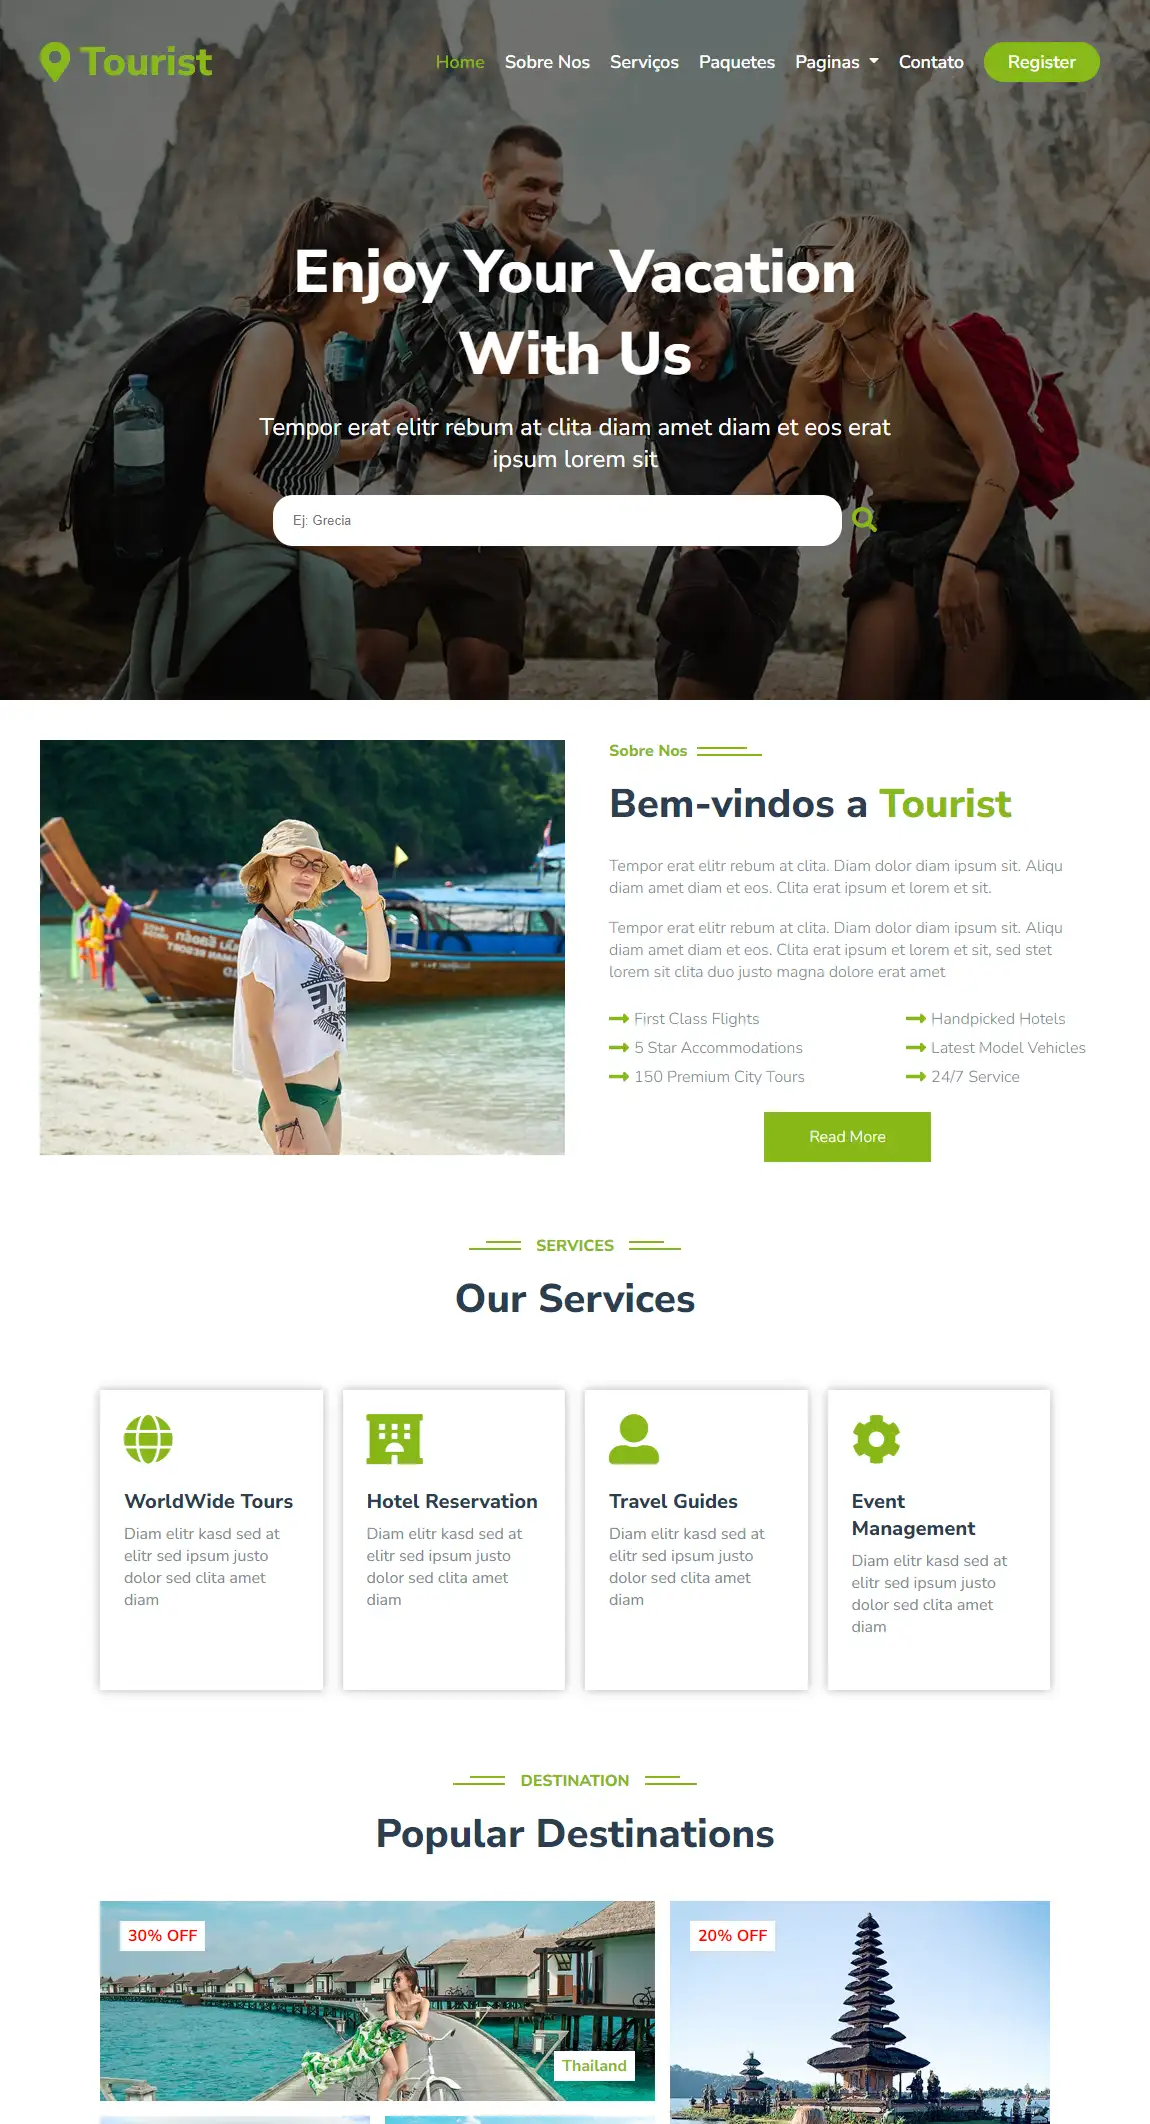 Tourist
Home Sobre Nos Serviços Paquetes Paginas Contato Register
Enjoy Your Vacation
With Us
Tempor erat elitr rebum at clita diam amet diam et eos erat
ipsum lorem sit
Ej: Grecia
Sobre Nos
Bem-vindos a Tourist
Tempor erat elitr rebum at clita. Diam dolor diam ipsum sit. Aliqu
diam amet diam et eos. Clita erat ipsum et lorem et sit.
Tempor erat elitr rebum at clita. Diam dolor diam ipsum sit. Aliqu
diam amet diam et eos. Clita erat ipsum et lorem et sit, sed stet
lorem sit clita duo justo magna dolore erat amet
First Class Flights
Handpicked Hotels
5 Star Accommodations
Latest Model Vehicles
150 Premium City Tours
24/7 Service
Read More
SERVICES
Our Services
WorldWide Tours
Diam elitr kasd sed at
elitr sed ipsum justo
dolor sed clita amet
diam
Hotel Reservation
Diam elitr kasd sed at
elitr sed ipsum justo
dolor sed clita amet
diam
Travel Guides
Diam elitr kasd sed at
elitr sed ipsum justo
dolor sed clita amet
diam
Event
Management
Diam elitr kasd sed at
elitr sed ipsum justo
dolor sed clita amet
diam
DESTINATION
Popular Destinations
30% OFF
20% OFF
Thailand